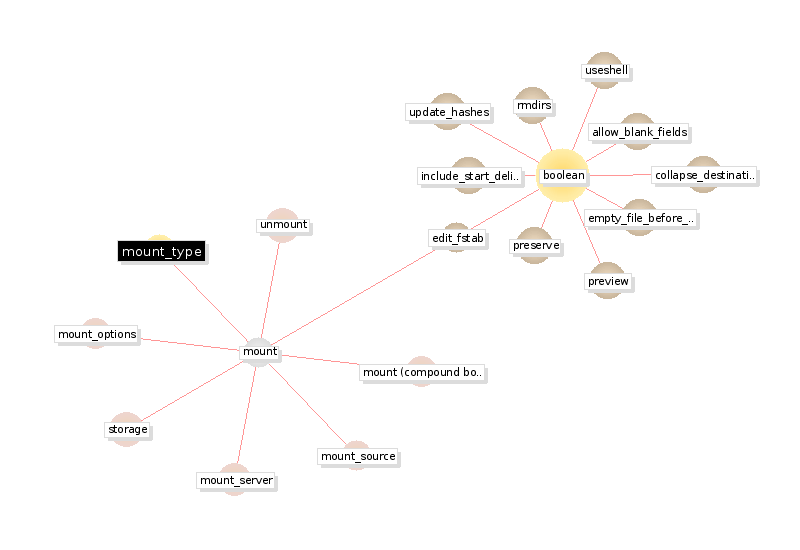 useshell
rmdirs
update_hashes
allow_blank_fields
include_start_deli..
boolean
collapse_destinati..
empty_file_before_..
unmount
edit_fstab
preserve
mount_type
preview
mount_options
mount
mount (compound bo..
storage
mount_source
mount_server